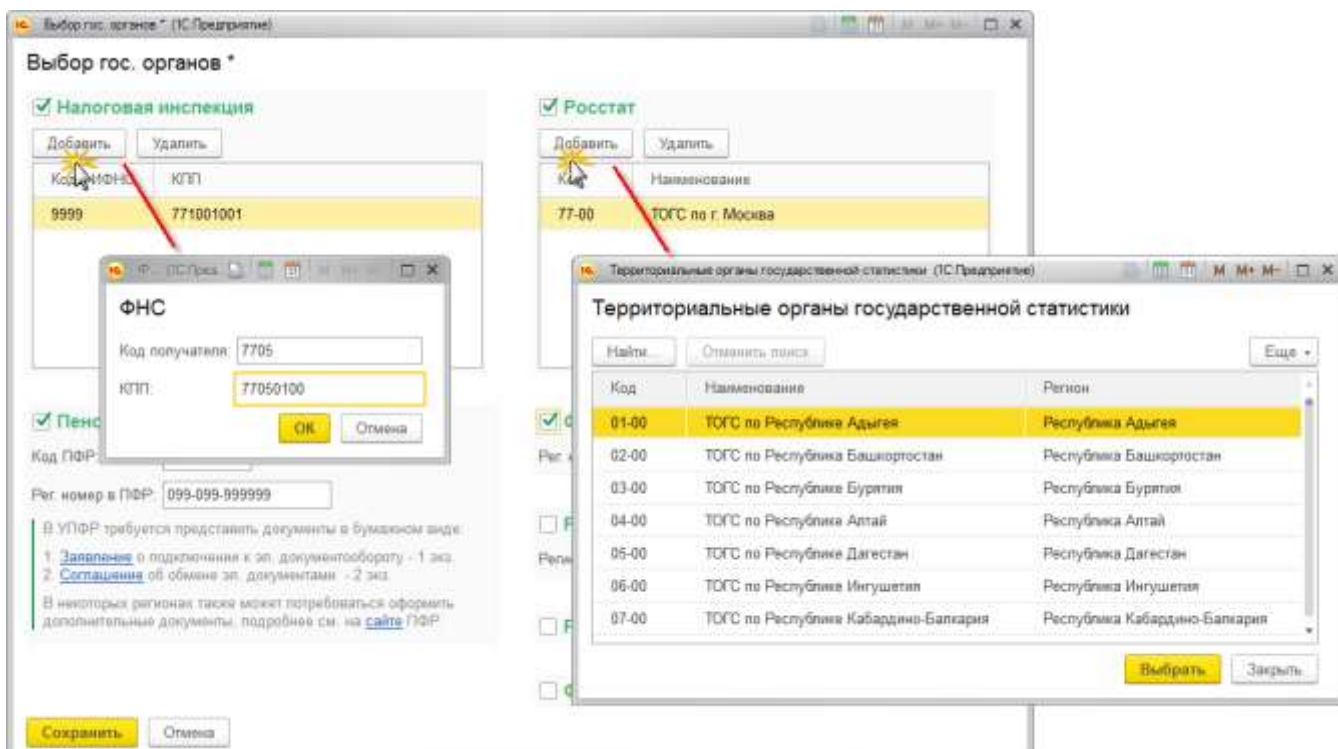 Выбор гос. органов * (1С:Предприятие)
Выбор гос. органов *
Налоговая инспекция
Добавить Удалить
КПП
9999 771001001
Росстат
Добавить Удалить
Наименование
77-00 ТОГС по г. Москва
ФНС
Код получателя: 7705
КПП: 77050100
ОК Отмена
Территориальные органы государственной статистики (1С:Предприятие)
M M+ M-
Территориальные органы государственной статистики
Найти... Отменить поиск Еще
Код Наименование Регион
01-00 ТОГС по Республике Адыгея Республика Адыгея
02-00 ТОГС по Республика Башкортостан Республика Башкортостан
03-00 ТОГС по Республике Бурятия Республика Бурятия
04-00 ТОГС по Республике Алтай Республика Алтай
05-00 ТОГС по Республике Дагестан Республика Дагестан
06-00 ТОГС по Республике Ингушетия Республика Ингушетия
07-00 ТОГС по Республике Кабардино-Балкария Республика Кабардино-Балкария
Выбрать Закрыть
Код ПФР:
Рег. номер в ПФР: 099-099-999999
В УПФР требуется представить документы в бумажном виде:
1. Заявление о подключении к эл. документообороту - 1 экз.
2. Соглашение об обмене эл. документами - 2 экз.
В некоторых регионах также может потребоваться оформить
дополнительные документы, подробнее см. на сайте ПФР
Сохранить Отмена